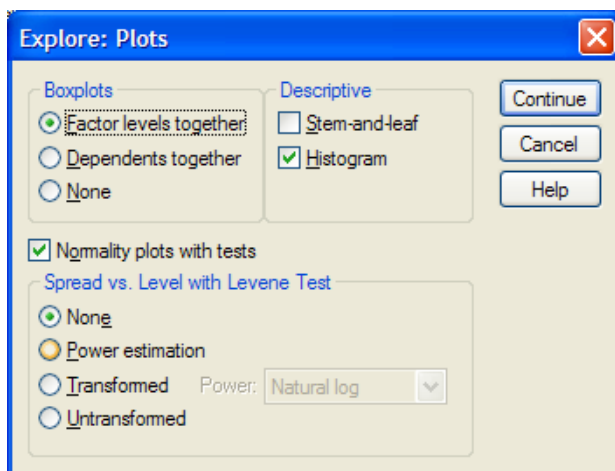 Explore: Plots
Boxplots
Factor levels together
Dependents together
None
Descriptive
Stem-and-leaf
Histogram
Continue
Cancel
Help
Normality plots with tests
Spread vs. Level with Levene Test
None
Power estimation
Transformed Power: Natural log
Untransformed